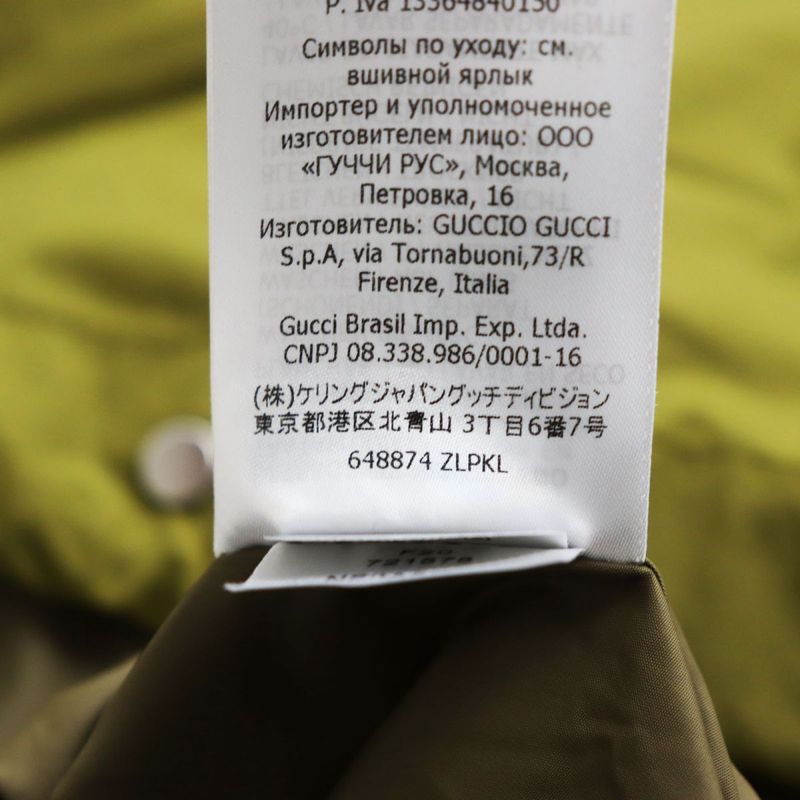 P. Iva 13364840150
Символы по уходу: см.
вшивной ярлык
Импортер и уполномоченное
изготовителем лицо: ООО
«ГУЧЧИ РУС», Москва,
Петровка, 16
Изготовитель: GUCCIO GUCCI
S.p.A, via Tornabuoni,73/R
Firenze, Italia
Gucci Brasil Imp. Exp. Ltda.
CNPJ 08.338.986/0001-16
(株)ケリングジャパングッチディビジョン
東京都港区北青山 3丁目6番7号
648874 ZLPKL
721678